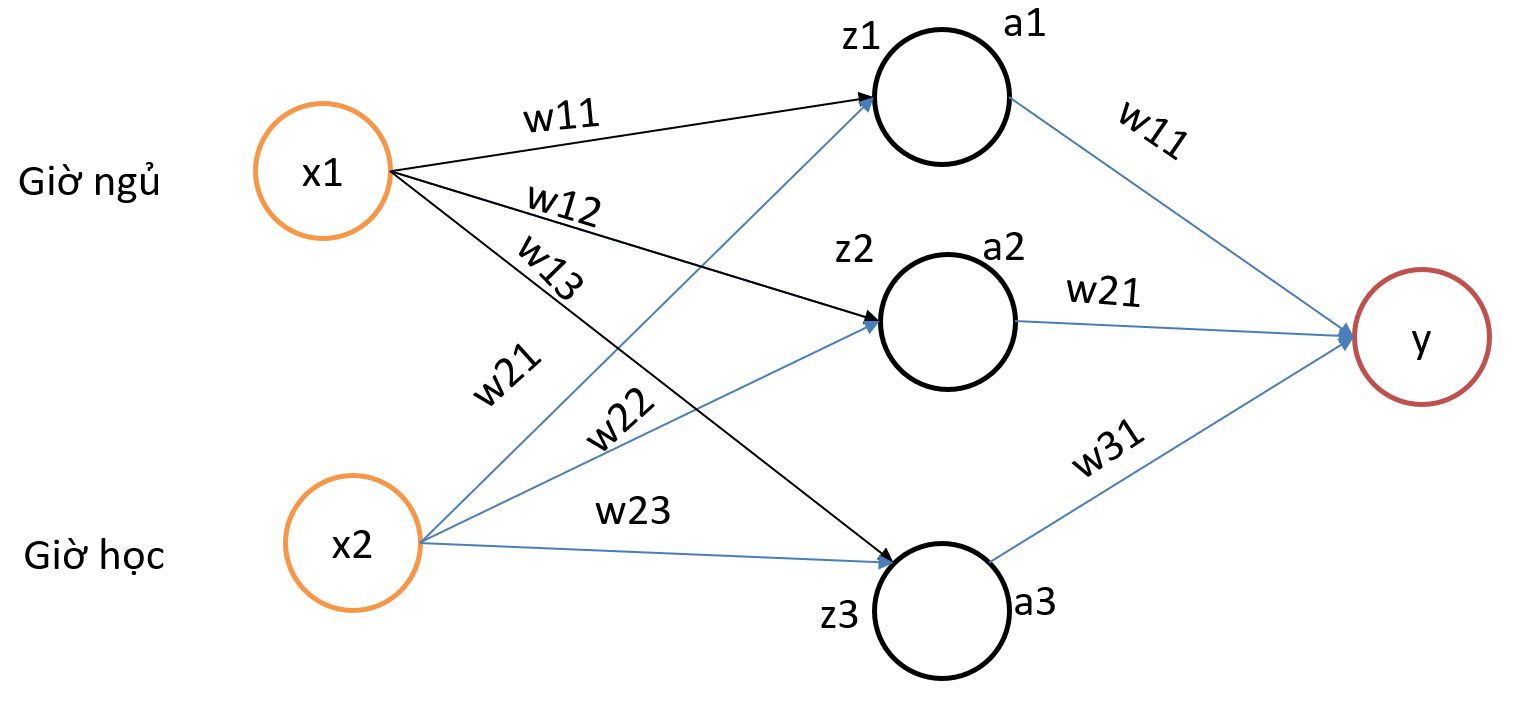 z1
a1
w11
w11
x1
Giờ ngủ
w12
z2
a2
w13
w21
y
w21
w22
w31
w23
x2
Giờ học
z3
a3